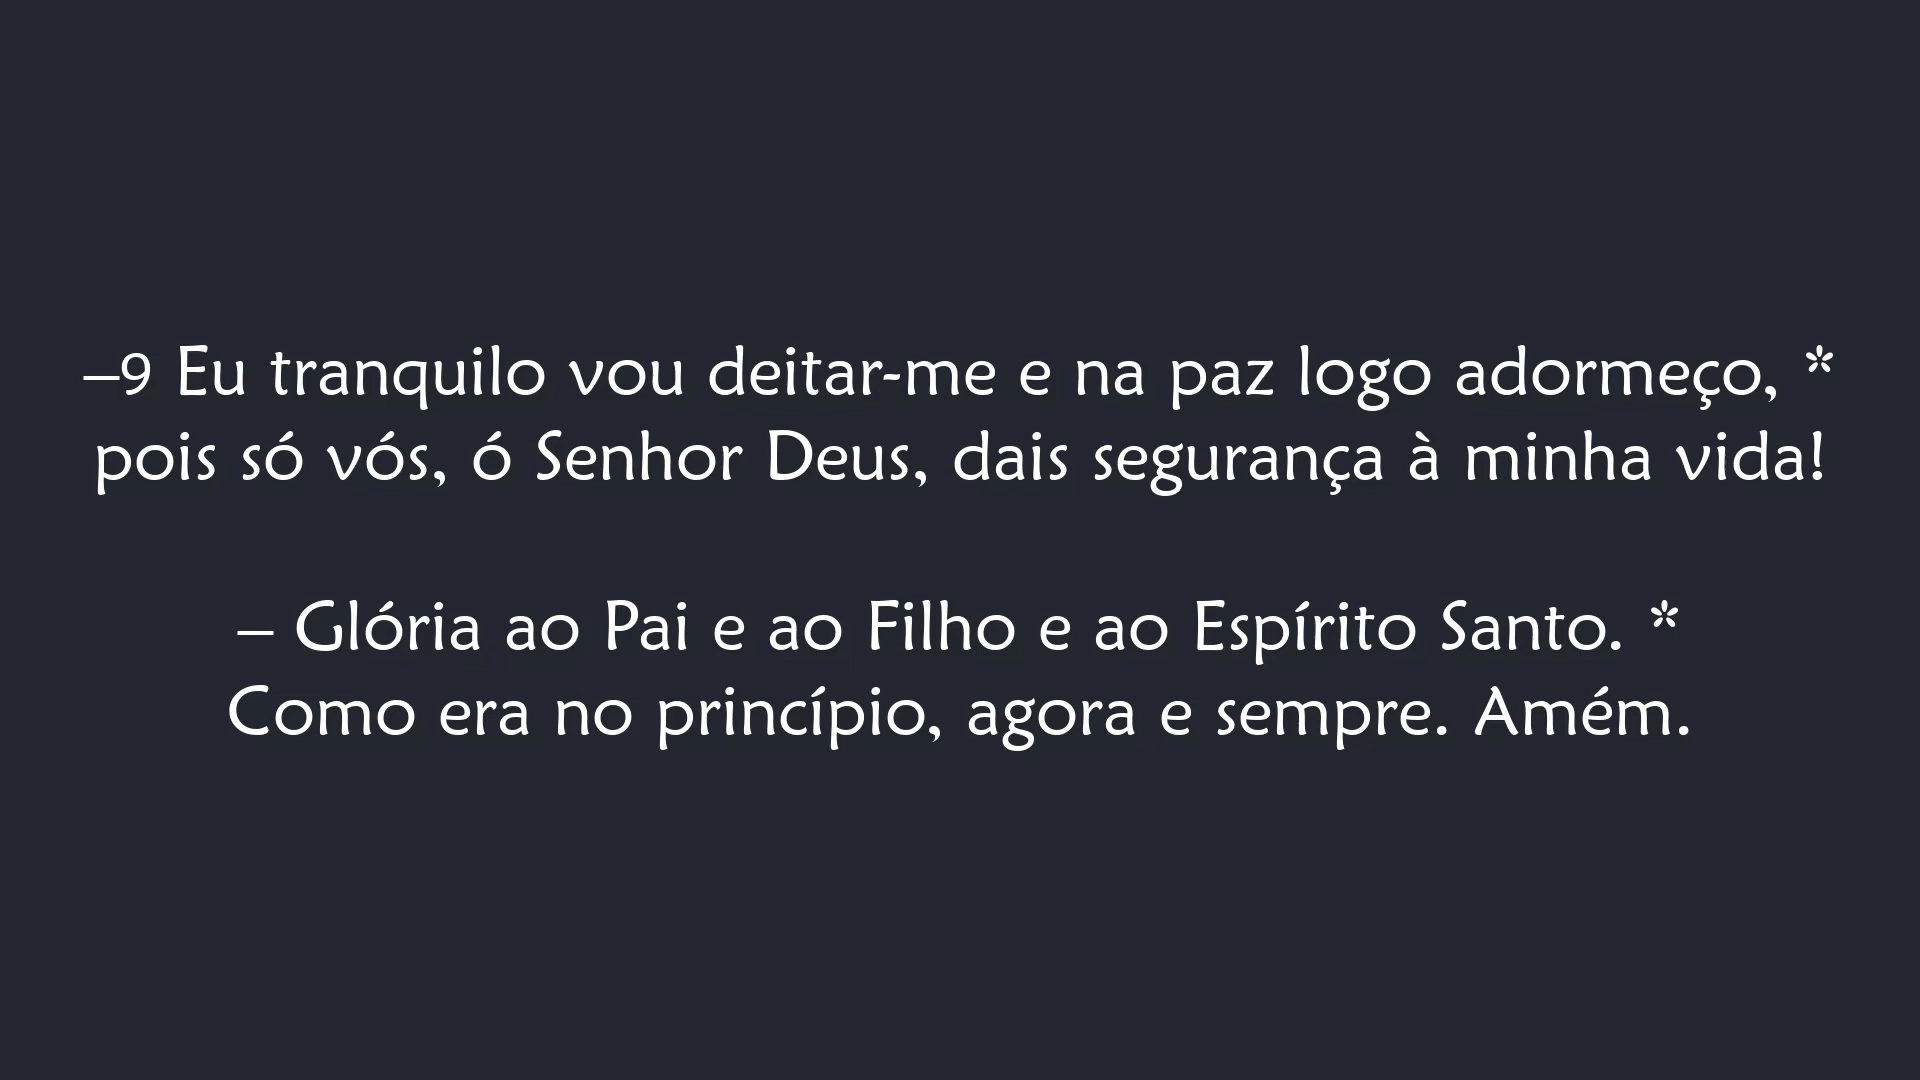 –9 Eu tranquilo vou deitar-me e na paz logo adormeço, *
pois só vós, ó Senhor Deus, dais segurança à minha vida!
– Glória ao Pai e ao Filho e ao Espírito Santo. *
Como era no princípio, agora e sempre. Amém.